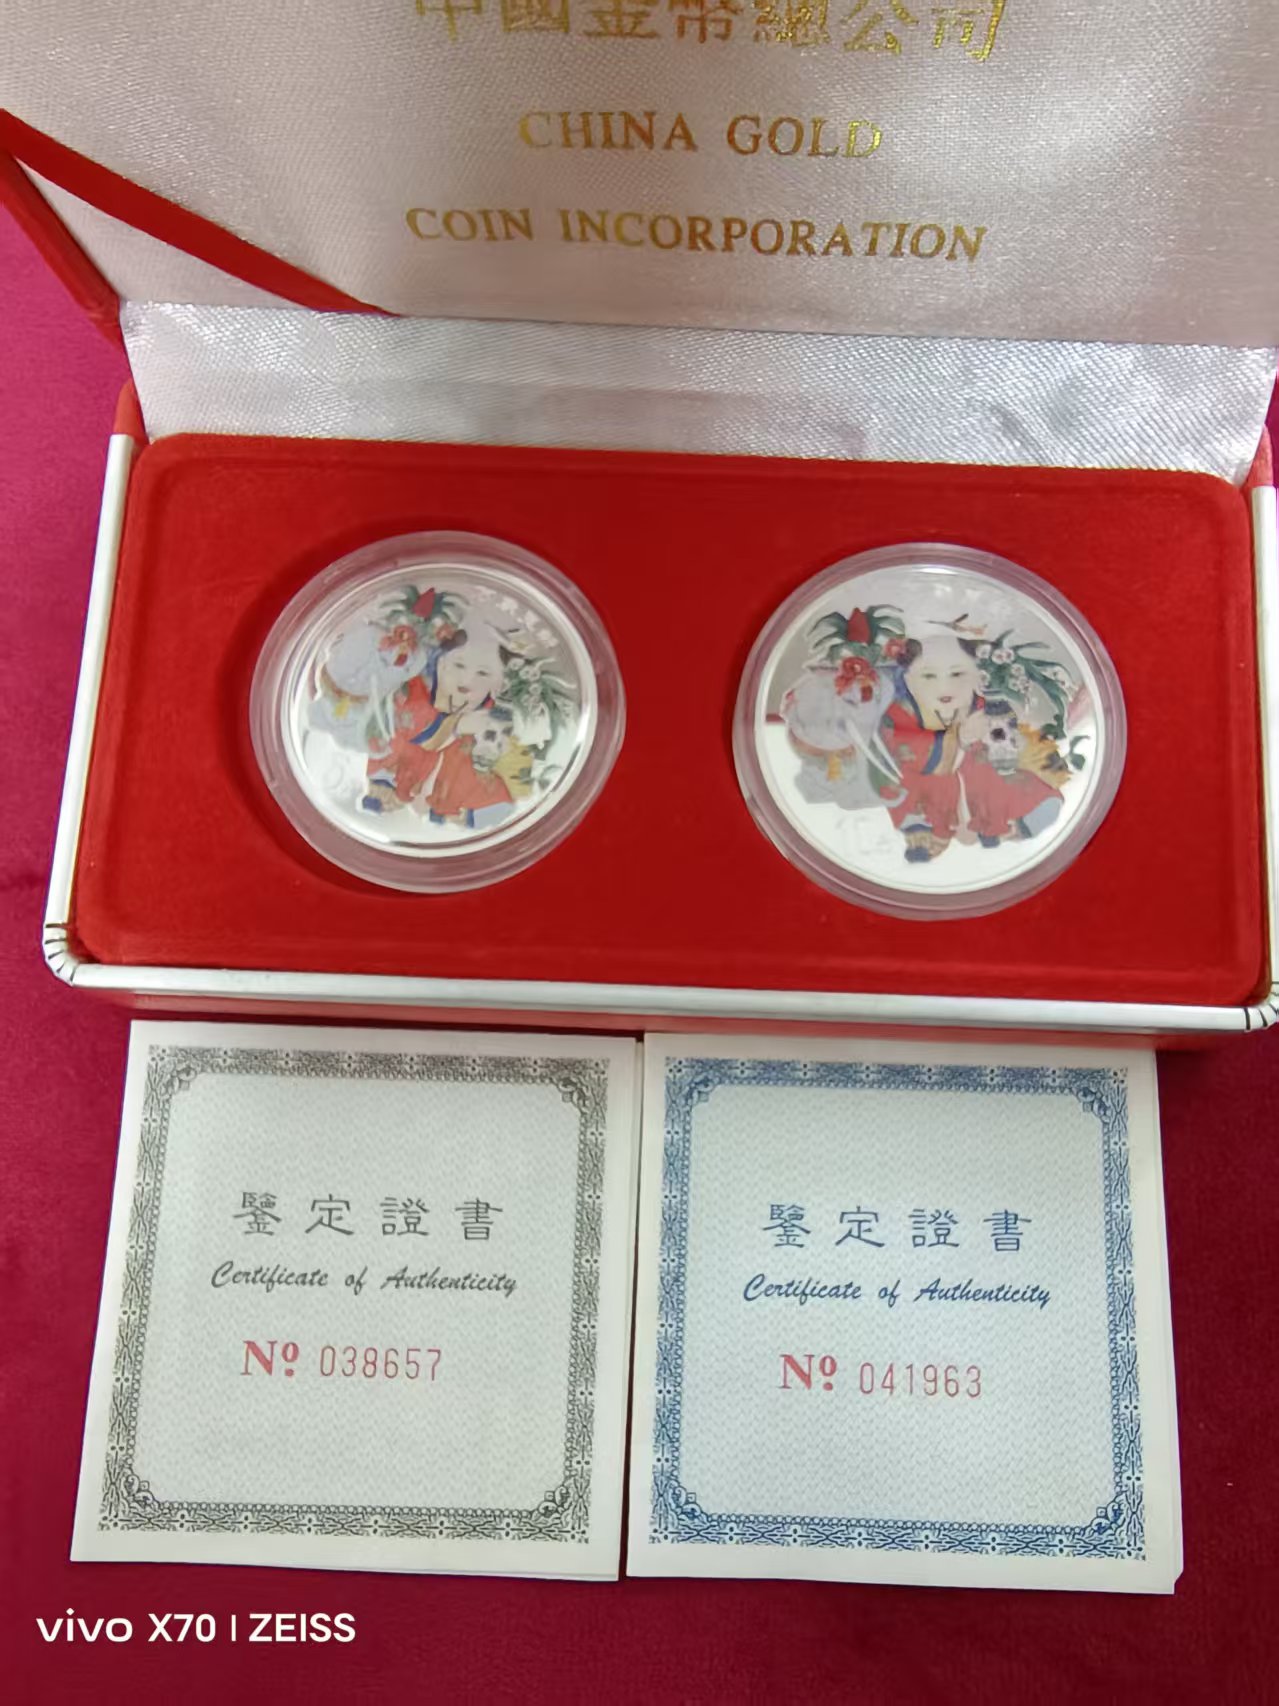 中國金幣總公司
CHINA GOLD
COIN INCORPORATION
鑒定證書
Certificate of Authenticity
Nº 038657
鑒定證書
Certificate of Authenticity
Nº 041963
vivo X70 | ZEISS